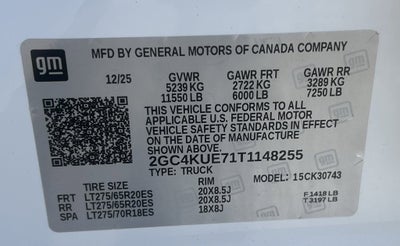 gm
MFD BY GENERAL MOTORS OF CANADA COMPANY
12/25 GVWR GAWR FRT GAWR RR
5239 KG 2722 KG 3289 KG
11550 LB 6000 LB 7250 LB
THIS VEHICLE CONFORMS TO ALL
APPLICABLE U.S. FEDERAL MOTOR
VEHICLE SAFETY STANDARDS IN EFFECT
ON THE DATE OF MANUFACTURE
SHOWN ABOVE.
2GC4KUE71T1148255
TYPE: TRUCK MODEL: 15CK30743
TIRE SIZE RIM
FRT LT275/65R20ES 20X8.5J F1418 LB
RR LT275/65R20ES 20X8.5J T3197 LB
SPA LT275/70R18ES 18X8J